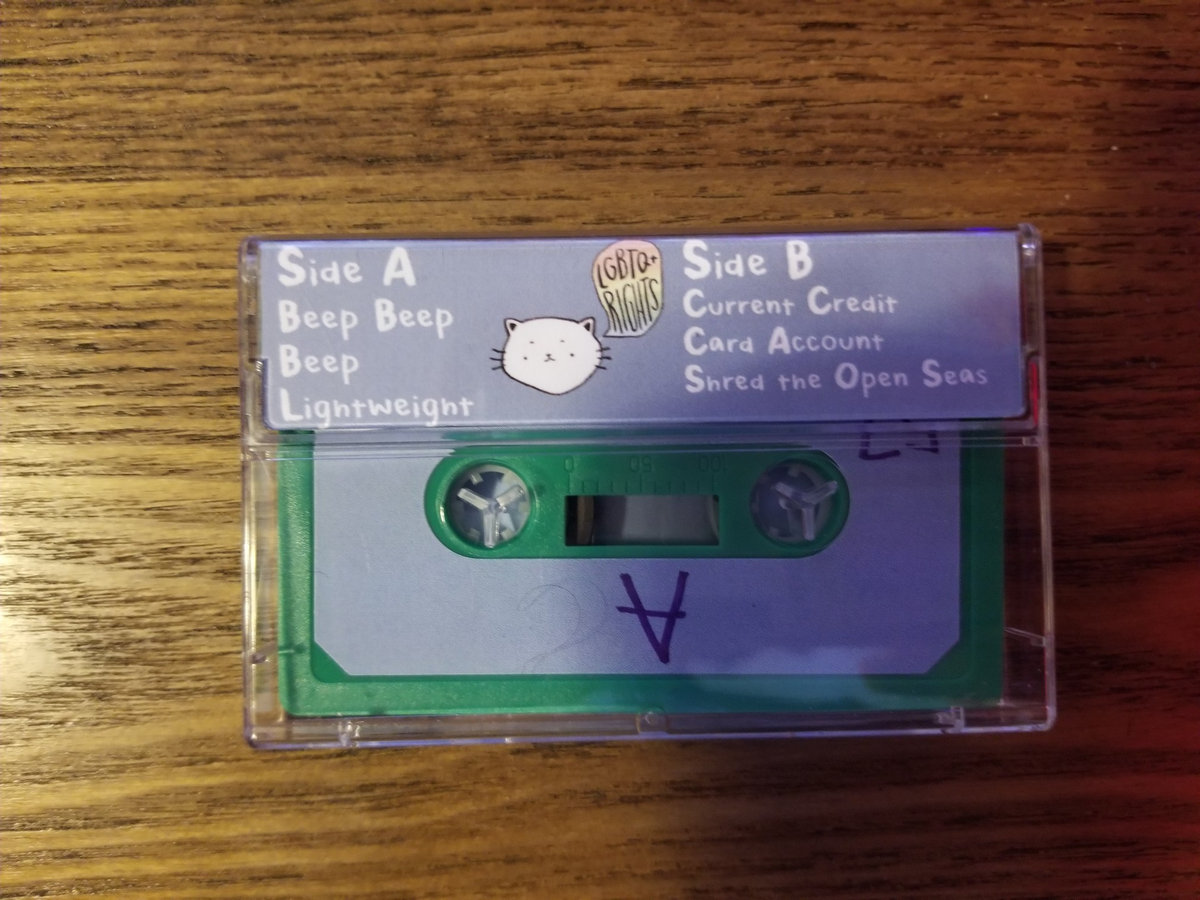 Side A
Beep Beep
Beep
Lightweight
LGBTQ+
RIGHTS
Side B
Current Credit
Card Account
Shred the Open Seas
0 50 100
A